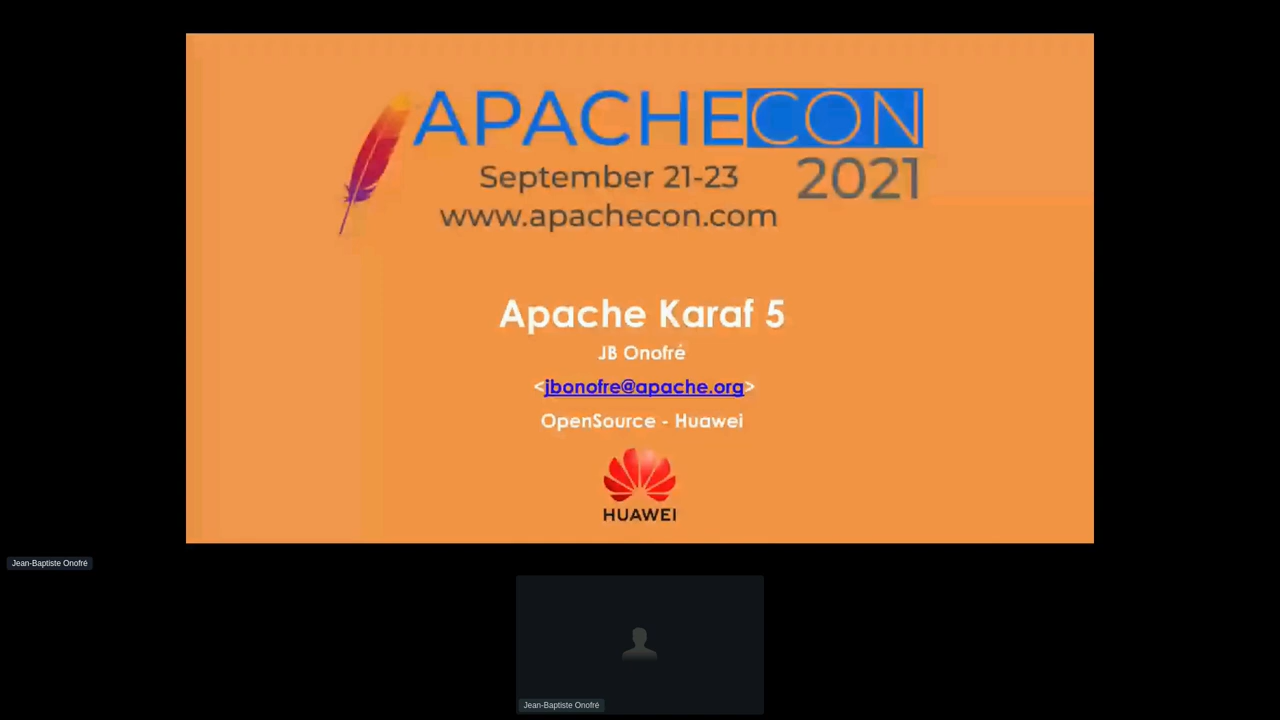 APACHECON
September 21-23 2021
www.apachecon.com
Apache Karaf 5
JB Onofré
<jbonofre@apache.org>
OpenSource - Huawei
HUAWEI
Jean-Baptiste Onofré
Jean-Baptiste Onofré